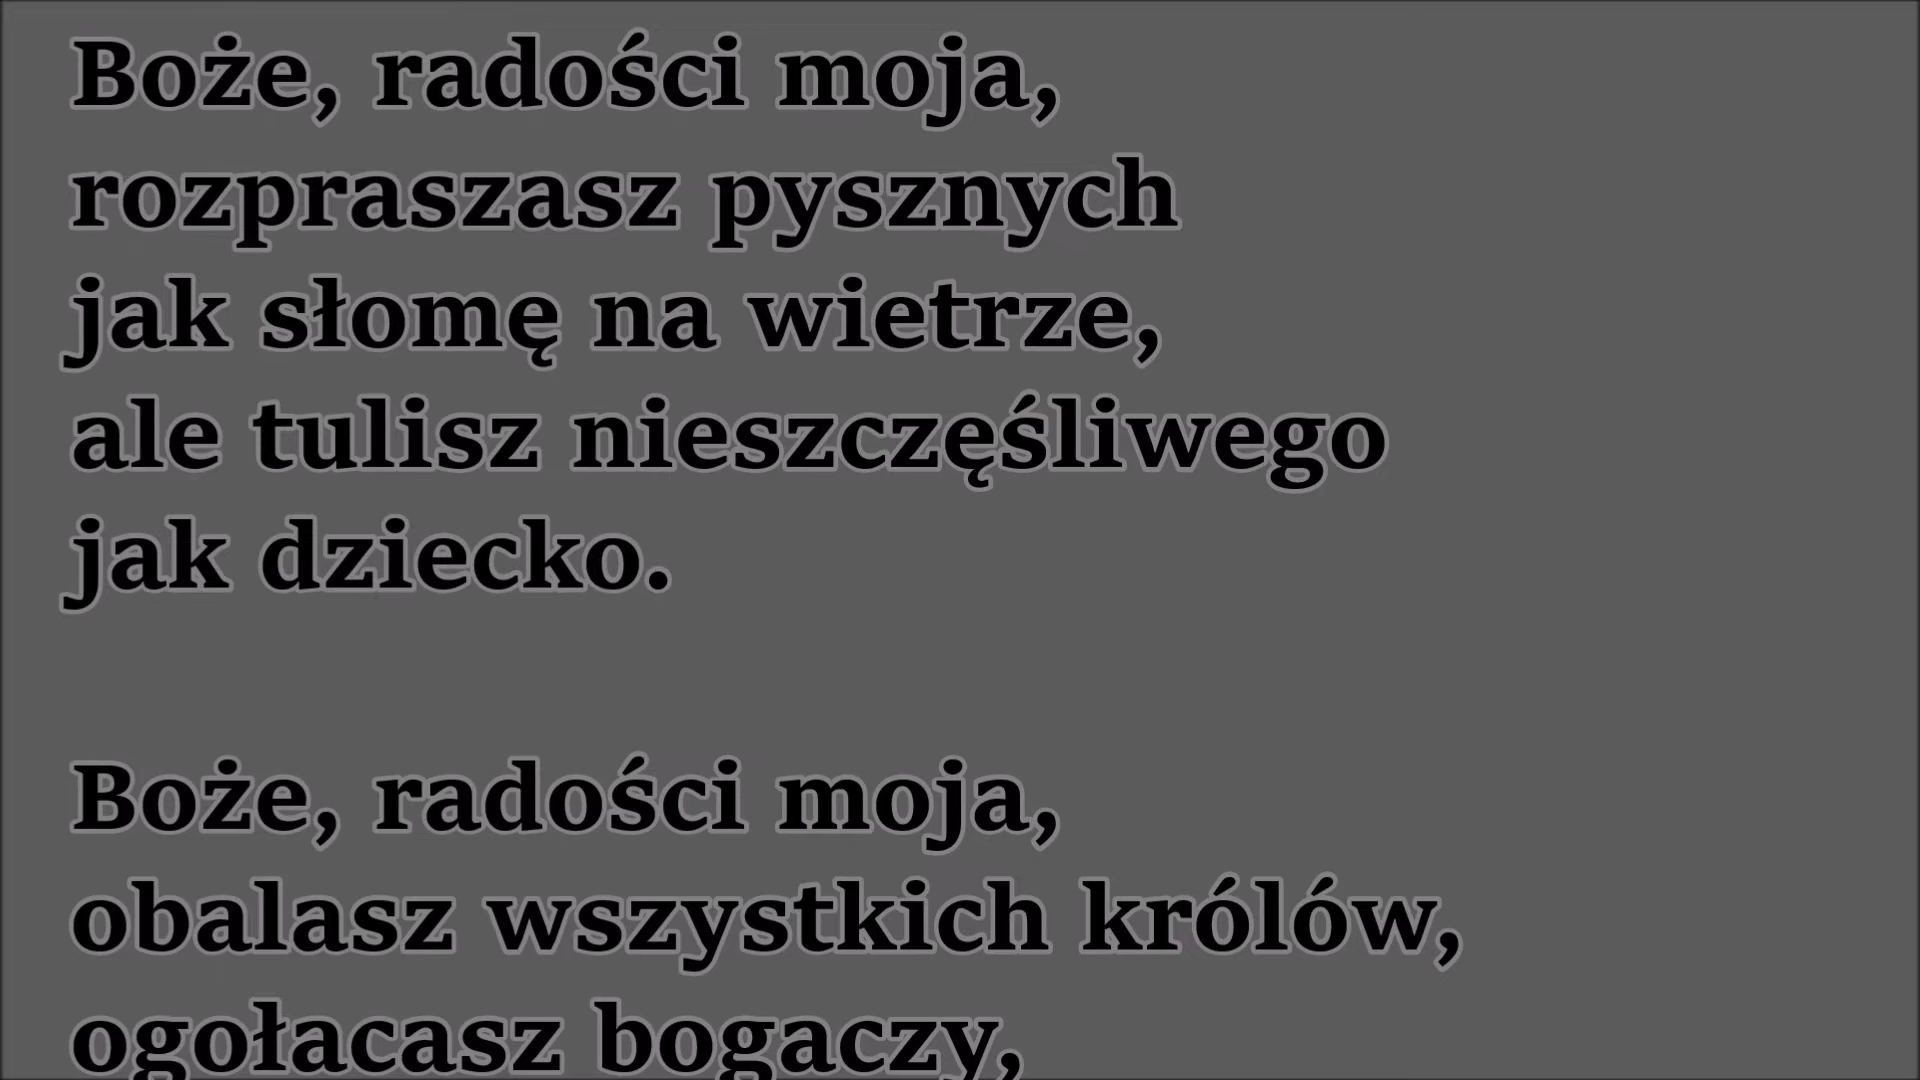 Boże, radości moja,
rozpraszasz pysznych
jak słomę na wietrze,
ale tulisz nieszczęśliwego
jak dziecko.
Boże, radości moja,
obalasz wszystkich królów,
ogołacasz bogaczy,